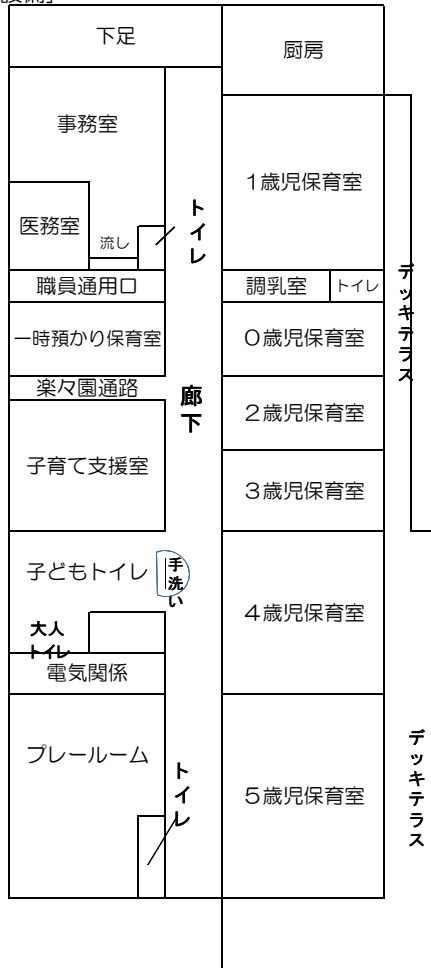 下足
厨房
事務室
1歳児保育室
医務室
流し
トイレ
職員通用口
調乳室
トイレ
デッキテラス
一時預かり保育室
0歳児保育室
楽々園通路
廊下
2歳児保育室
子育て支援室
3歳児保育室
子どもトイレ
手洗い
4歳児保育室
大人
トイレ
電気関係
プレールーム
トイレ
5歳児保育室
デッキテラス